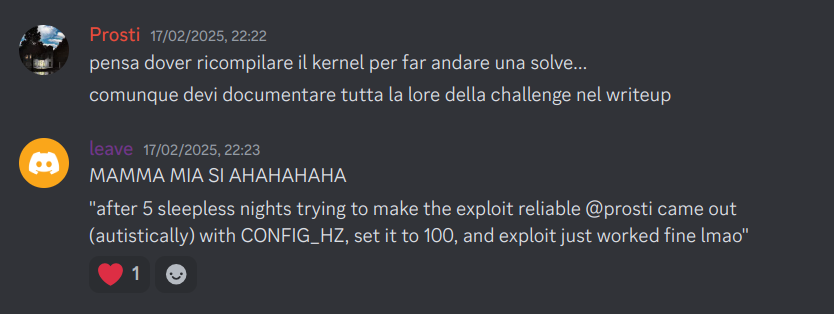 Prosti 17/02/2025, 22:22
pensa dover ricompilare il kernel per far andare una solve...
comunque devi documentare tutta la lore della challenge nel writeup
leave 17/02/2025, 22:23
MAMMA MIA SI AHAHAHAHA
"after 5 sleepless nights trying to make the exploit reliable @prosti came out
(autistically) with CONFIG_HZ, set it to 100, and exploit just worked fine lmao"
1